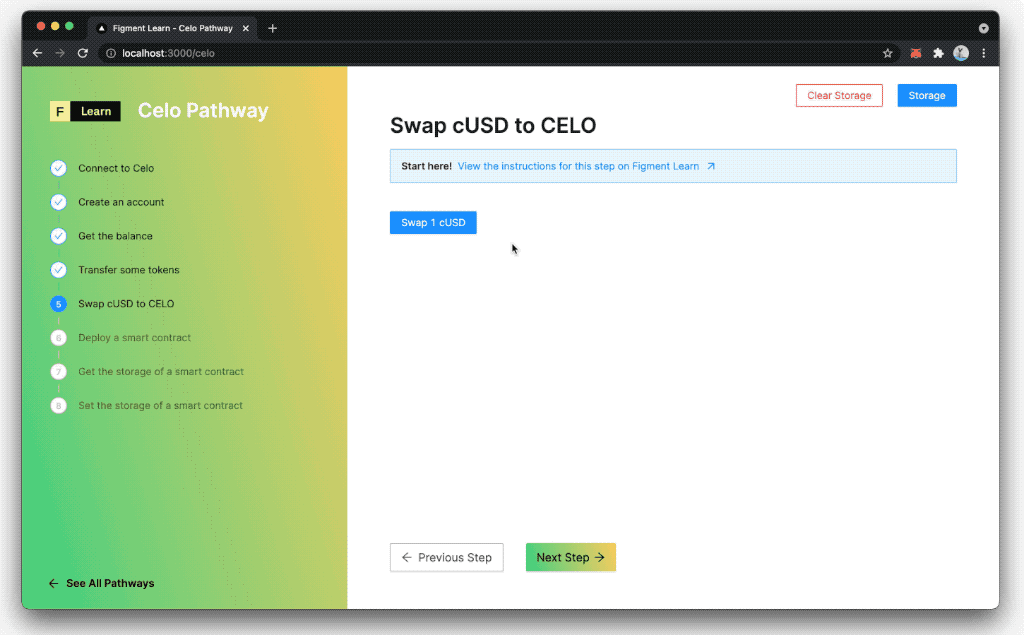 Figment Learn - Celo Pathway
localhost:3000/celo
F Learn
Celo Pathway
Connect to Celo
Create an account
Get the balance
Transfer some tokens
5 Swap cUSD to CELO
6 Deploy a smart contract
7 Get the storage of a smart contract
8 Set the storage of a smart contract
See All Pathways
Clear Storage
Storage
Swap cUSD to CELO
Start here! View the instructions for this step on Figment Learn
Swap 1 cUSD
Previous Step
Next Step